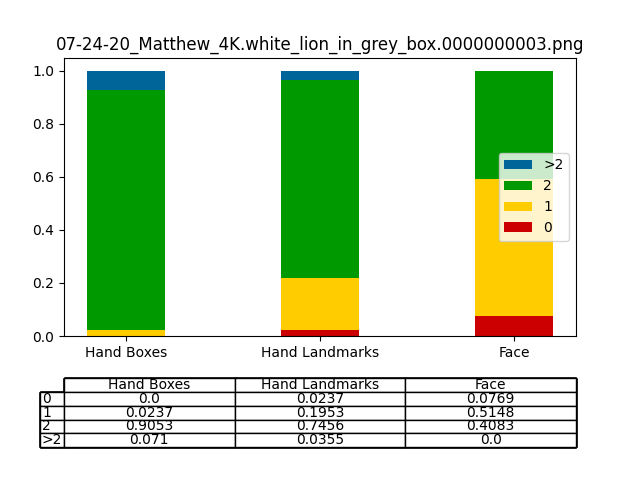 07-24-20_Matthew_4K.white_lion_in_grey_box.0000000003.png
1.0
0.8
0.6
0.4
0.2
0.0
>2
2
1
0
Hand Boxes Hand Landmarks Face
Hand Boxes Hand Landmarks Face
0 0.0 0.0237 0.0769
1 0.0237 0.1953 0.5148
2 0.9053 0.7456 0.4083
>2 0.071 0.0355 0.0